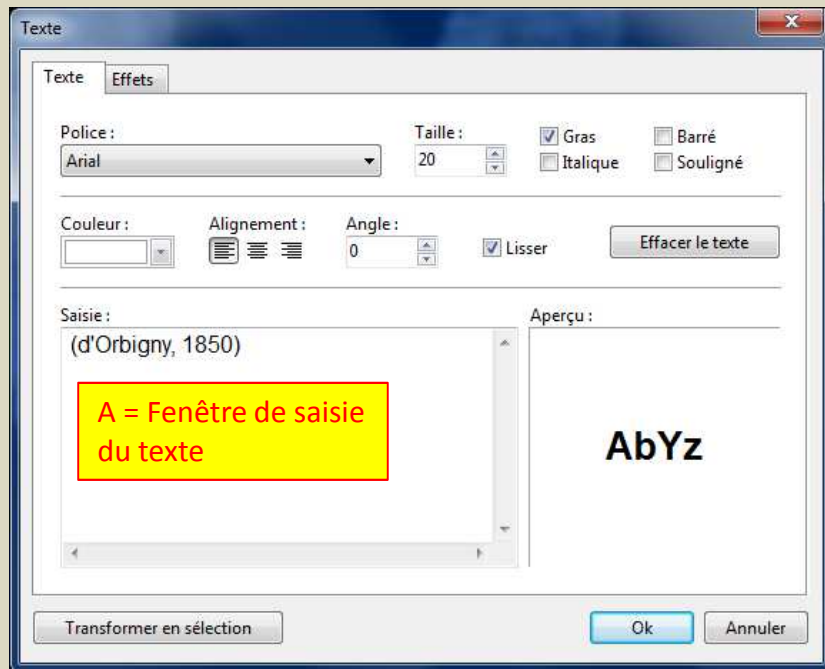 Texte
Texte Effets
Police : Taille :
Arial 20 Gras Barré
Italique Souligné
Couleur : Alignement : Angle :
0 Lisser Effacer le texte
Saisie : Aperçu :
(d'Orbigny, 1850)
A = Fenêtre de saisie
du texte
AbYz
Transformer en sélection Ok Annuler